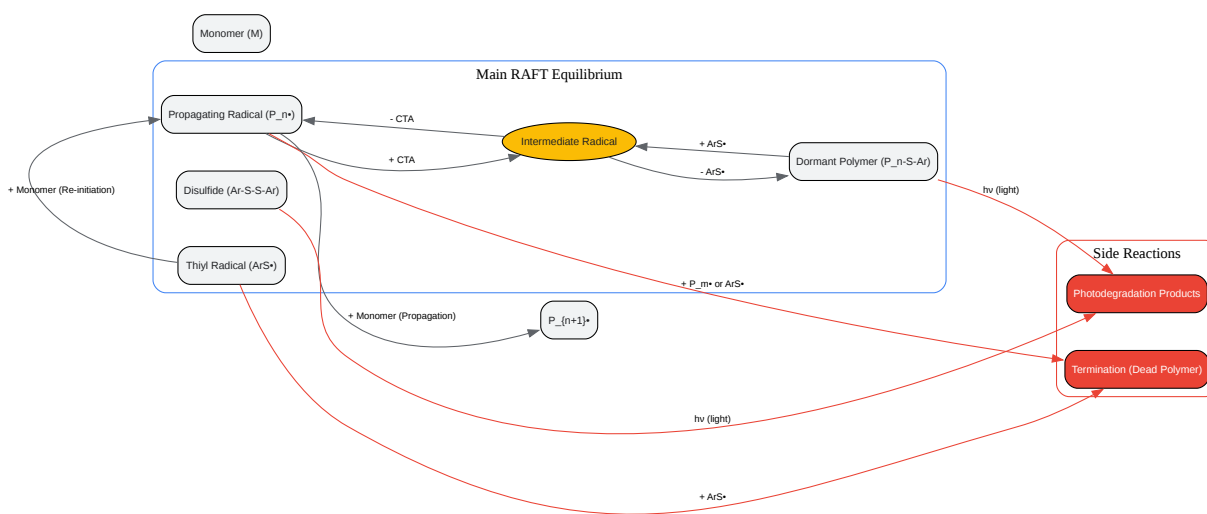 Monomer (M)
Main RAFT Equilibrium
Propagating Radical (P_n•)
- CTA
Intermediate Radical
+ ArS•
Dormant Polymer (P_n-S-Ar)
+ CTA
- ArS•
+ Monomer (Re-initiation)
Disulfide (Ar-S-S-Ar)
hν (light)
Thiyl Radical (ArS•)
Side Reactions
+ P_m• or ArS•
Photodegradation Products
+ Monomer (Propagation)
P_{n+1}•
Termination (Dead Polymer)
hν (light)
+ ArS•